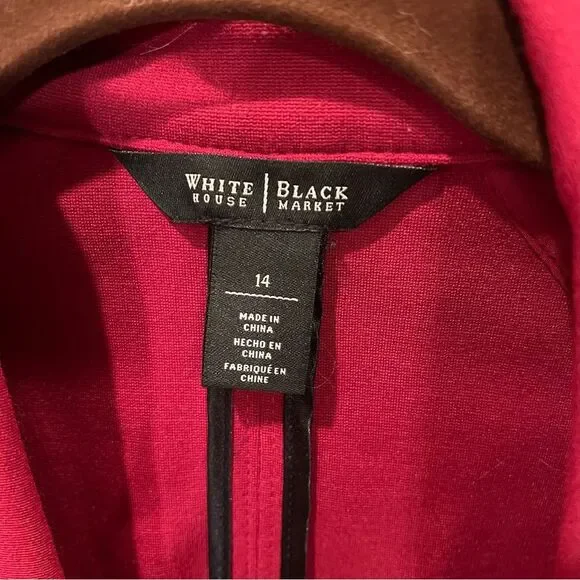 WHITE | BLACK
HOUSE | MARKET
14
MADE IN
CHINA
HECHO EN
CHINA
FABRIQUÉ EN
CHINE